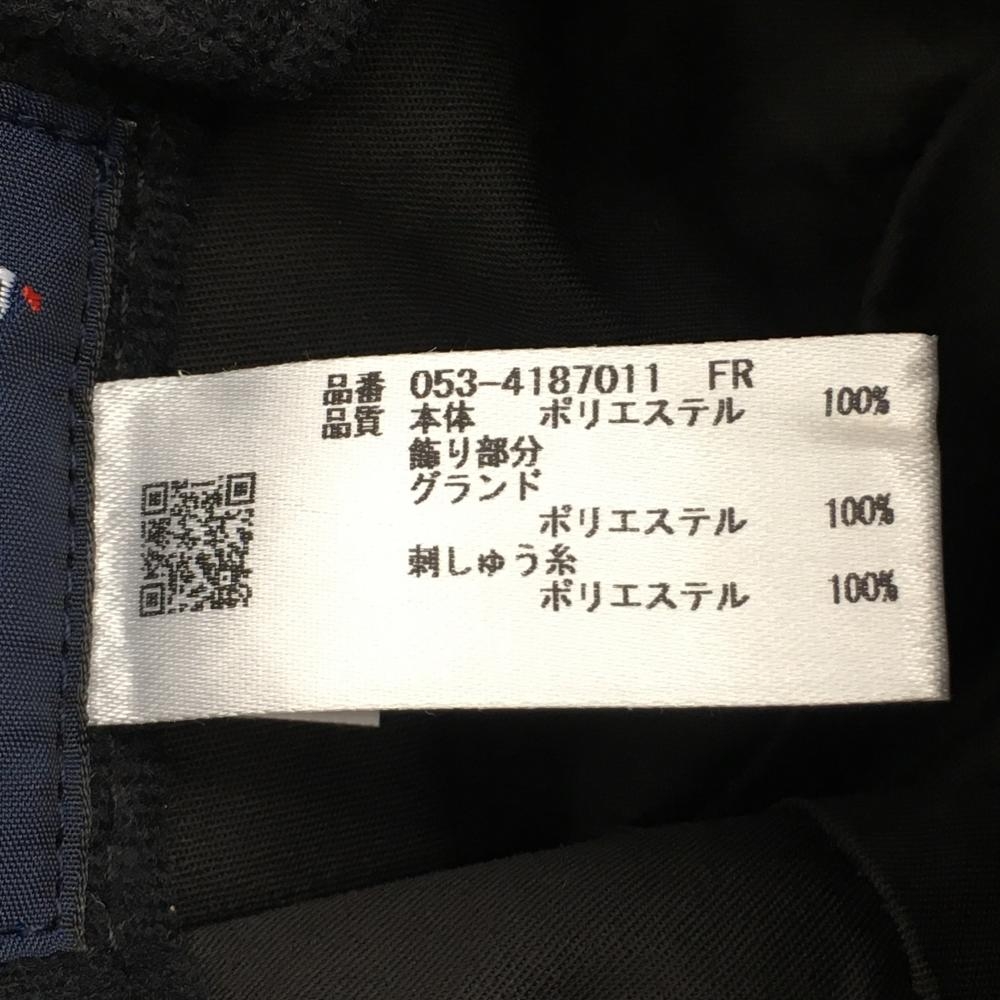 品番 053-4187011 FR
品質 本体 ポリエステル 100%
飾り部分
グランド
ポリエステル 100%
刺しゅう糸
ポリエステル 100%